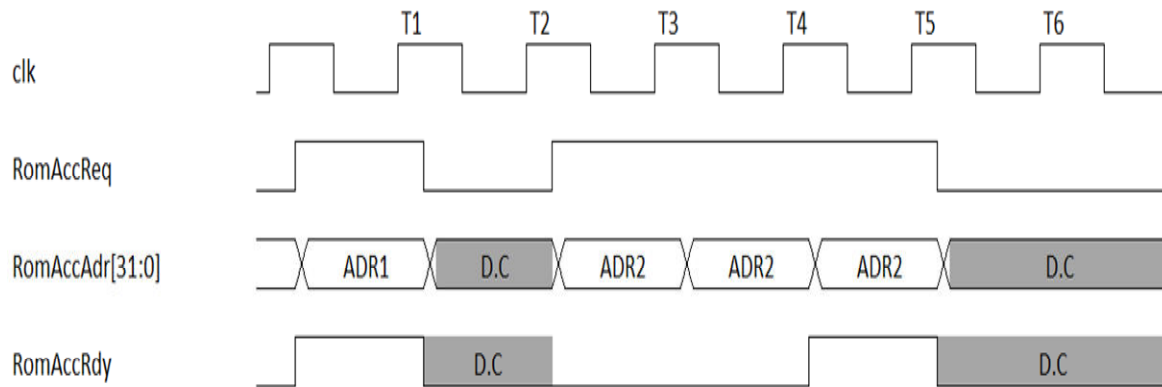 T1 T2 T3 T4 T5 T6
clk
RomAccReq
RomAccAdr[31:0] ADR1 D.C ADR2 ADR2 ADR2 D.C
RomAccRdy D.C D.C